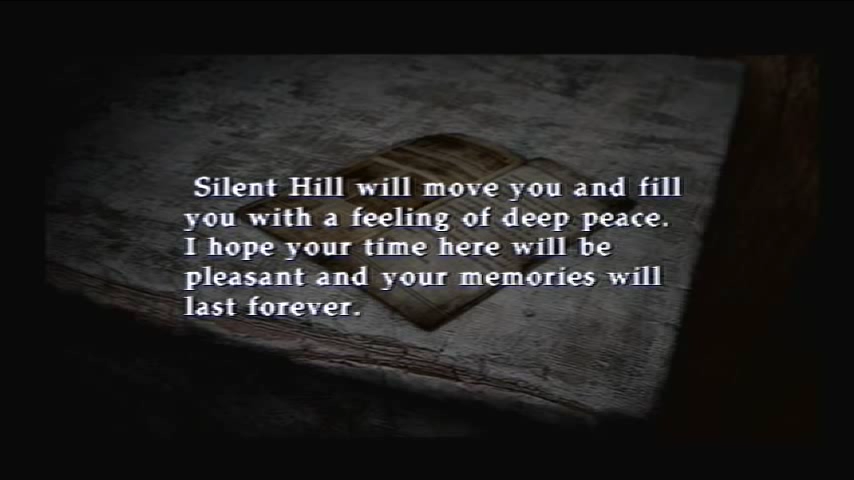 Silent Hill will move you and fill
you with a feeling of deep peace.
I hope your time here will be
pleasant and your memories will
last forever.